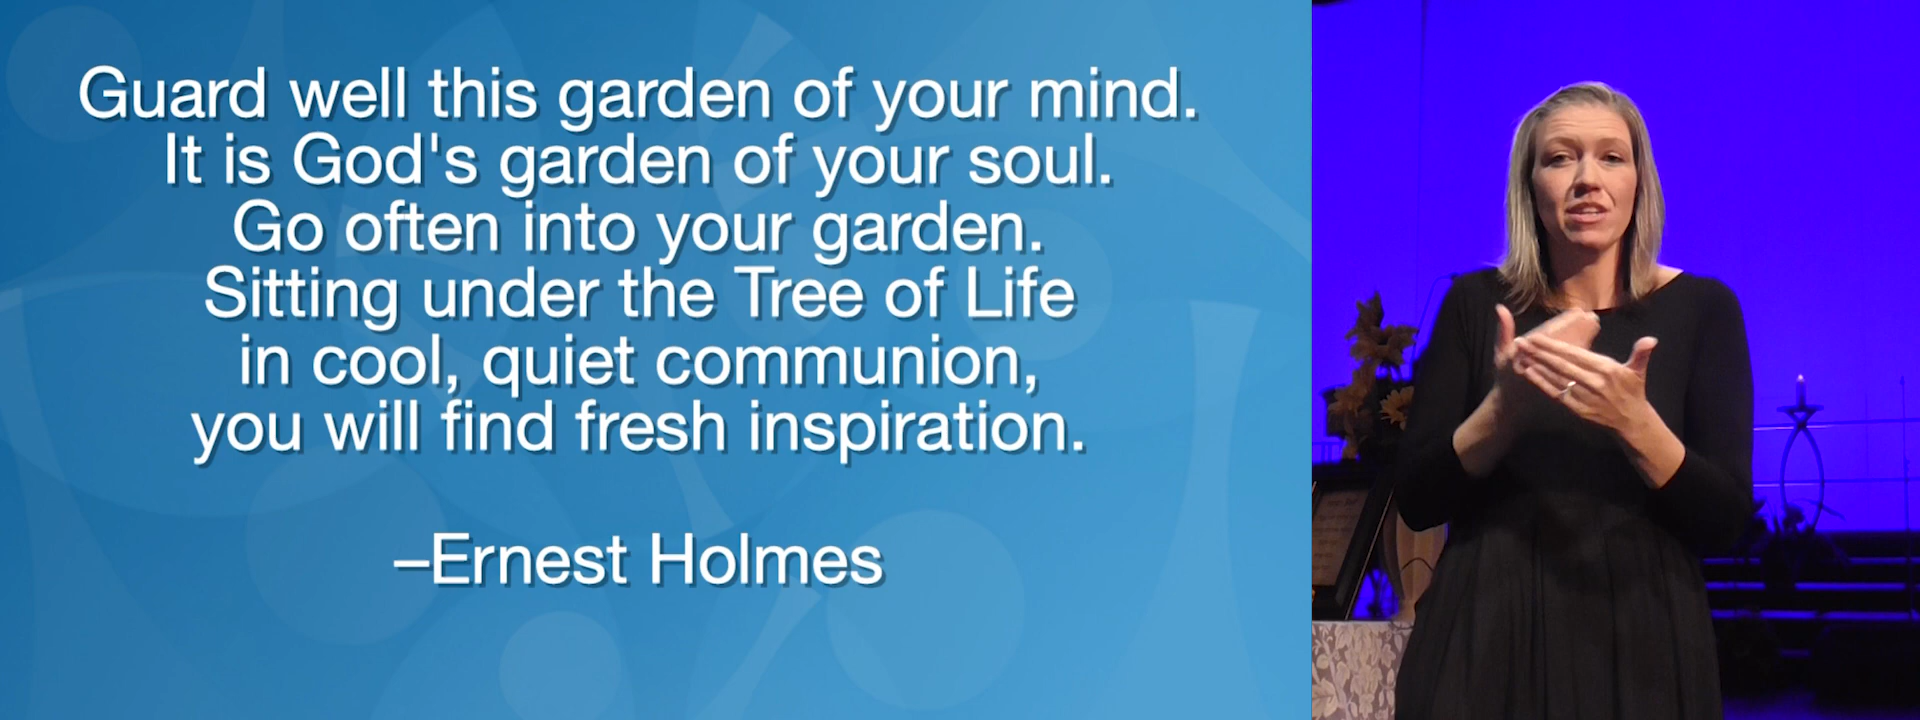 Guard well this garden of your mind.
It is God's garden of your soul.
Go often into your garden.
Sitting under the Tree of Life
in cool, quiet communion,
you will find fresh inspiration.
–Ernest Holmes